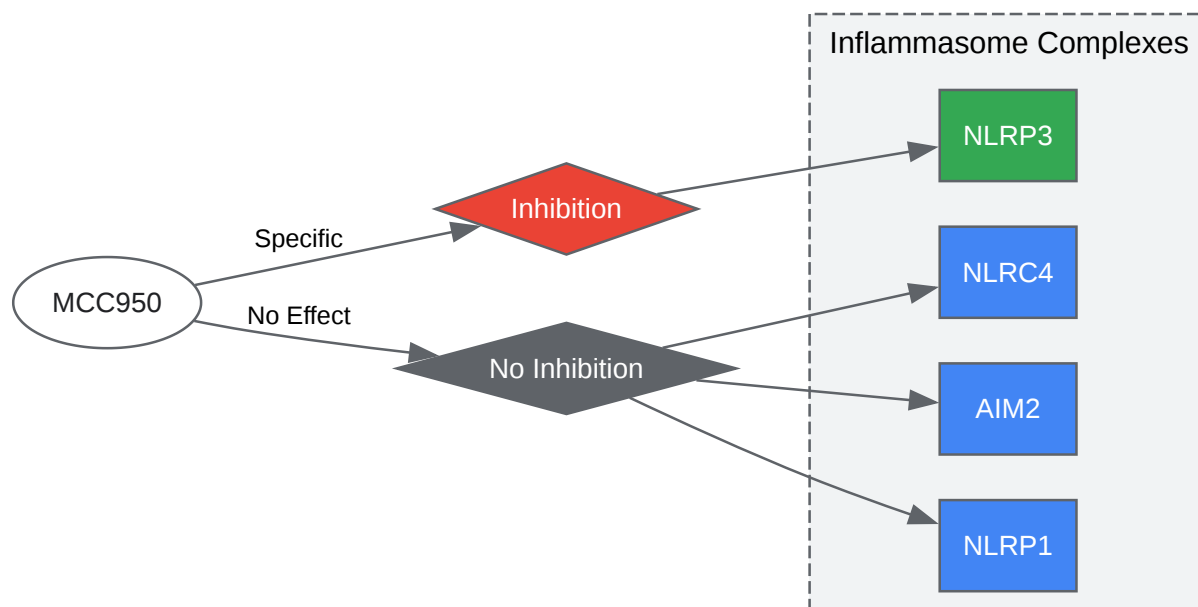 Inflammasome Complexes
NLRP3
Inhibition
Specific
NLRC4
MCC950
No Effect
No Inhibition
AIM2
NLRP1